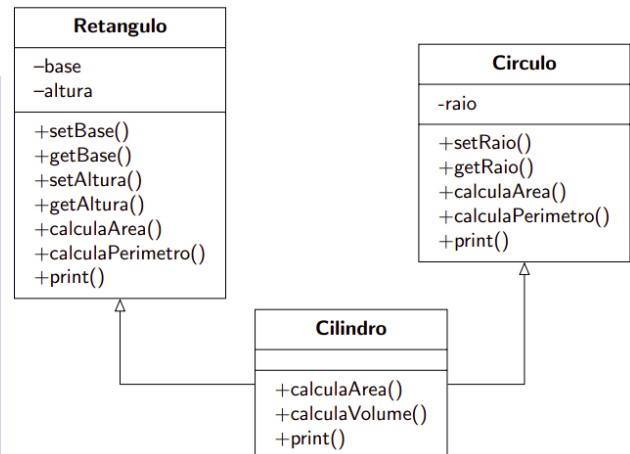 Retangulo
–base
–altura
+setBase()
+getBase()
+setAltura()
+getAltura()
+calculaArea()
+calculaPerimetro()
+print()
Circulo
-raio
+setRaio()
+getRaio()
+calculaArea()
+calculaPerimetro()
+print()
Cilindro
+calculaArea()
+calculaVolume()
+print()